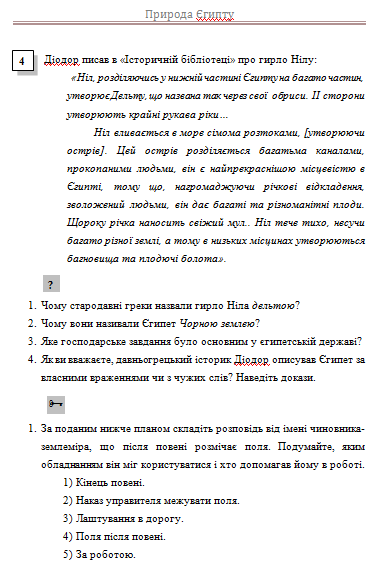 Природа Єгипту
4
Діодор писав в «Історичній бібліотеці» про гирло Нілу:
«Ніл, розділяючись у нижній частині Єгипту на багато частин,
утворює Дельту, що названа так через свої обриси. ІІ сторони
утворюють крайні рукава ріки…
Ніл вливається в море сімома розтоками, [утворюючи
острів]. Цей острів розділяється багатьма каналами,
прокопаними людьми, він є найпрекраснішою місцевістю в
Єгипті, тому що, нагромаджуючи річкові відкладення,
зволожений людьми, він дає багаті та різноманітні плоди.
Щороку річка наносить свіжий мул.. Ніл тече тихо, несучи
багато різної землі, а тому в низьких місцинах утворюються
багновища та плодючі болота».
?
1. Чому стародавні греки назвали гирло Ніла дельтою?
2. Чому вони називали Єгипет Чорною землею?
3. Яке господарське завдання було основним у єгипетській державі?
4. Як ви вважаєте, давньогрецький історик Діодор описував Єгипет за
власними враженнями чи з чужих слів? Наведіть докази.
1. За поданим нижче планом складіть розповідь від імені чиновника-
землеміра, що після повені розмічає поля. Подумайте, яким
обладнанням він міг користуватися і хто допомагав йому в роботі.
1) Кінець повені.
2) Наказ управителя межувати поля.
3) Лаштування в дорогу.
4) Поля після повені.
5) За роботою.